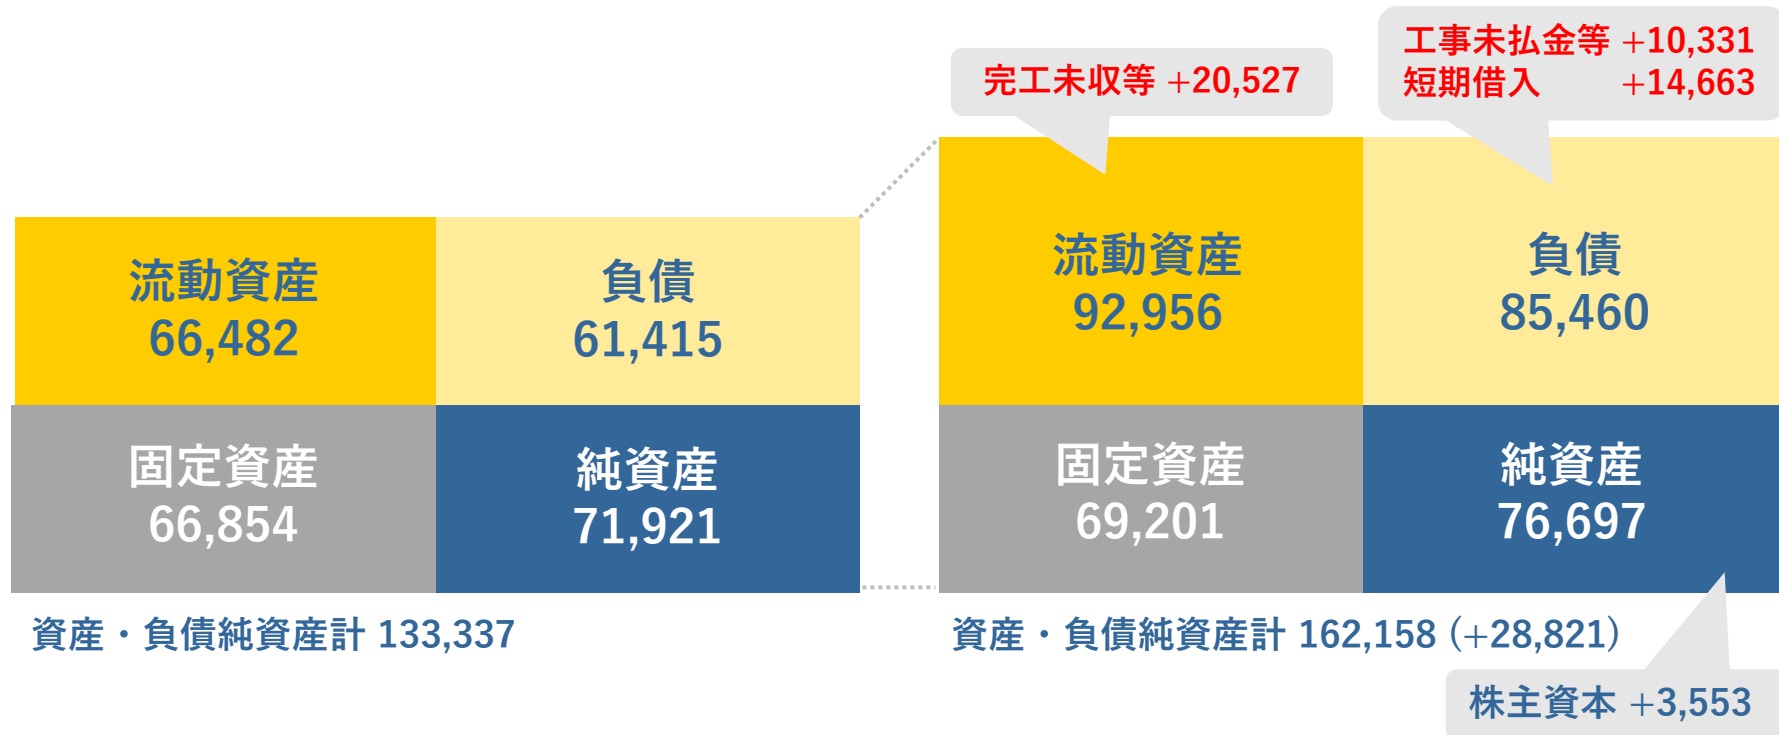 完工未収等 +20,527
工事未払金等 +10,331
短期借入 +14,663
流動資産
66,482
負債
61,415
固定資産
66,854
純資産
71,921
資産・負債純資産計 133,337
流動資産
92,956
負債
85,460
固定資産
69,201
純資産
76,697
資産・負債純資産計 162,158 (+28,821)
株主資本 +3,553